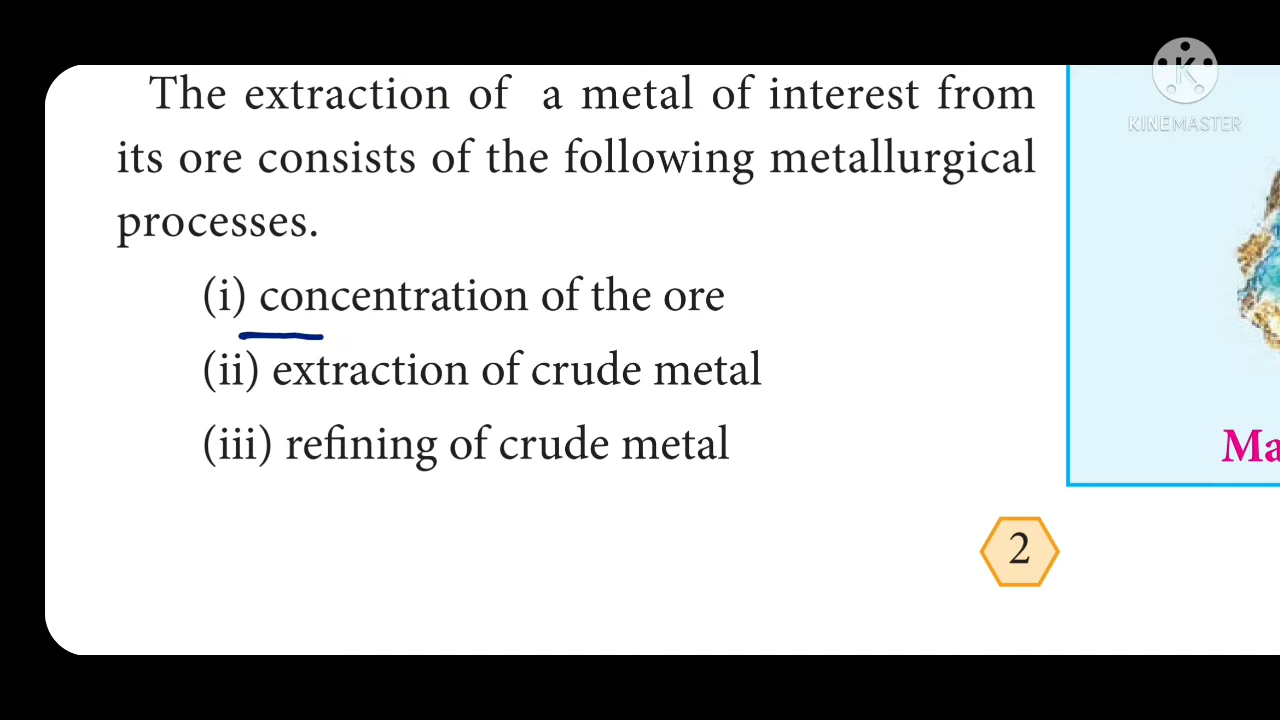 The extraction of a metal of interest from
its ore consists of the following metallurgical
processes.
(i) concentration of the ore
(ii) extraction of crude metal
(iii) refining of crude metal
2
K
KINEMASTER